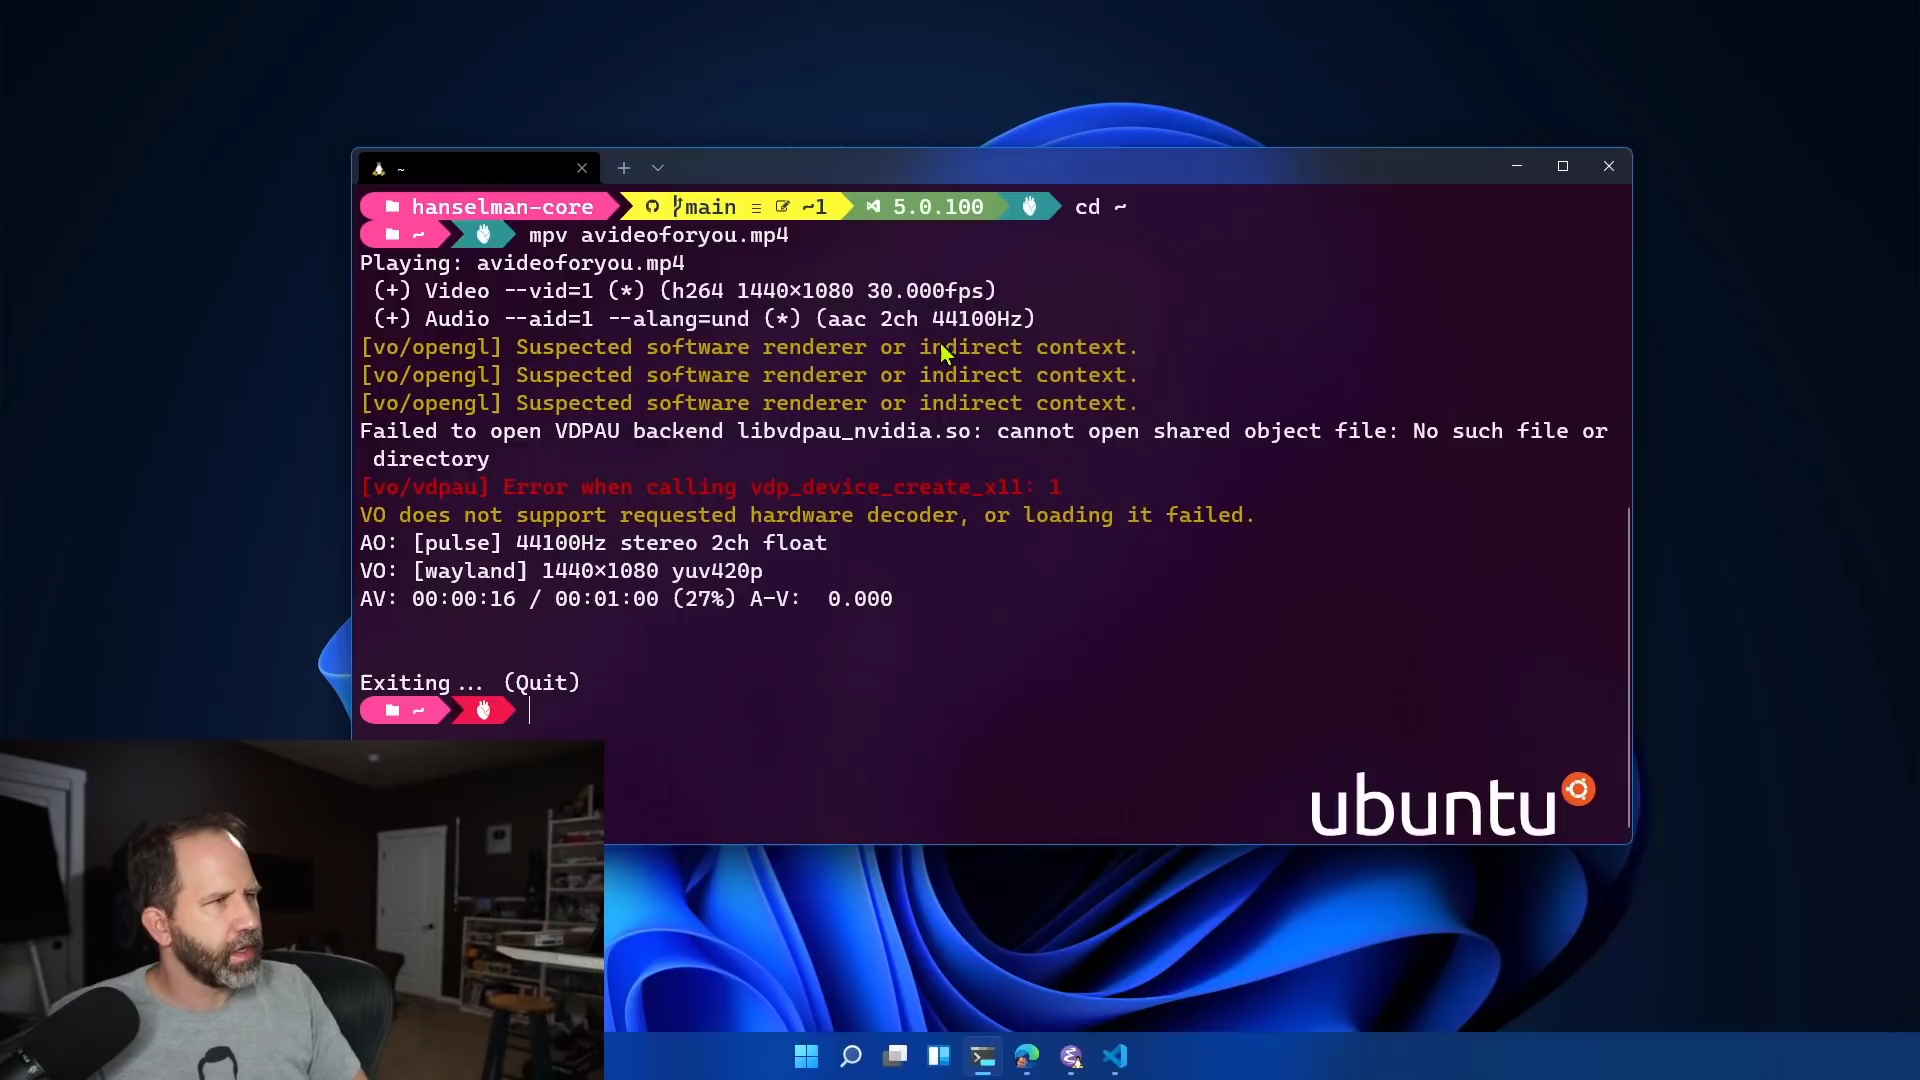 ~
hanselman-core main ≡ ~1 5.0.100 cd ~
~ mpv avideoforyou.mp4
Playing: avideoforyou.mp4
(+) Video --vid=1 (*) (h264 1440×1080 30.000fps)
(+) Audio --aid=1 --alang=und (*) (aac 2ch 44100Hz)
[vo/opengl] Suspected software renderer or indirect context.
[vo/opengl] Suspected software renderer or indirect context.
[vo/opengl] Suspected software renderer or indirect context.
Failed to open VDPAU backend libvdpau_nvidia.so: cannot open shared object file: No such file or
directory
[vo/vdpau] Error when calling vdp_device_create_x11: 1
VO does not support requested hardware decoder, or loading it failed.
AO: [pulse] 44100Hz stereo 2ch float
VO: [wayland] 1440×1080 yuv420p
AV: 00:00:16 / 00:01:00 (27%) A-V: 0.000
Exiting... (Quit)
~
ubuntu